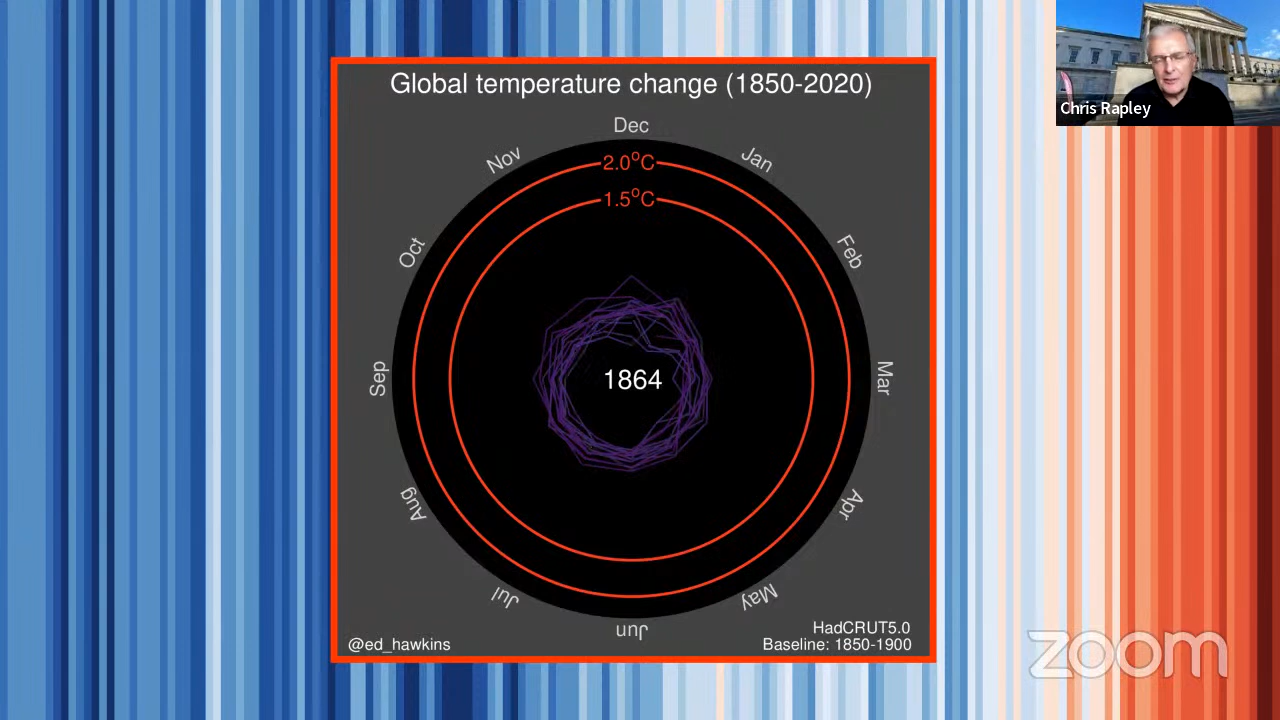 Global temperature change (1850-2020)
Dec
Nov
Jan
2.0°C
1.5°C
Oct
Feb
Sep
1864
Mar
Aug
Apr
Jul
May
Jun
@ed_hawkins
HadCRUT5.0
Baseline: 1850-1900
Chris Rapley
zoom